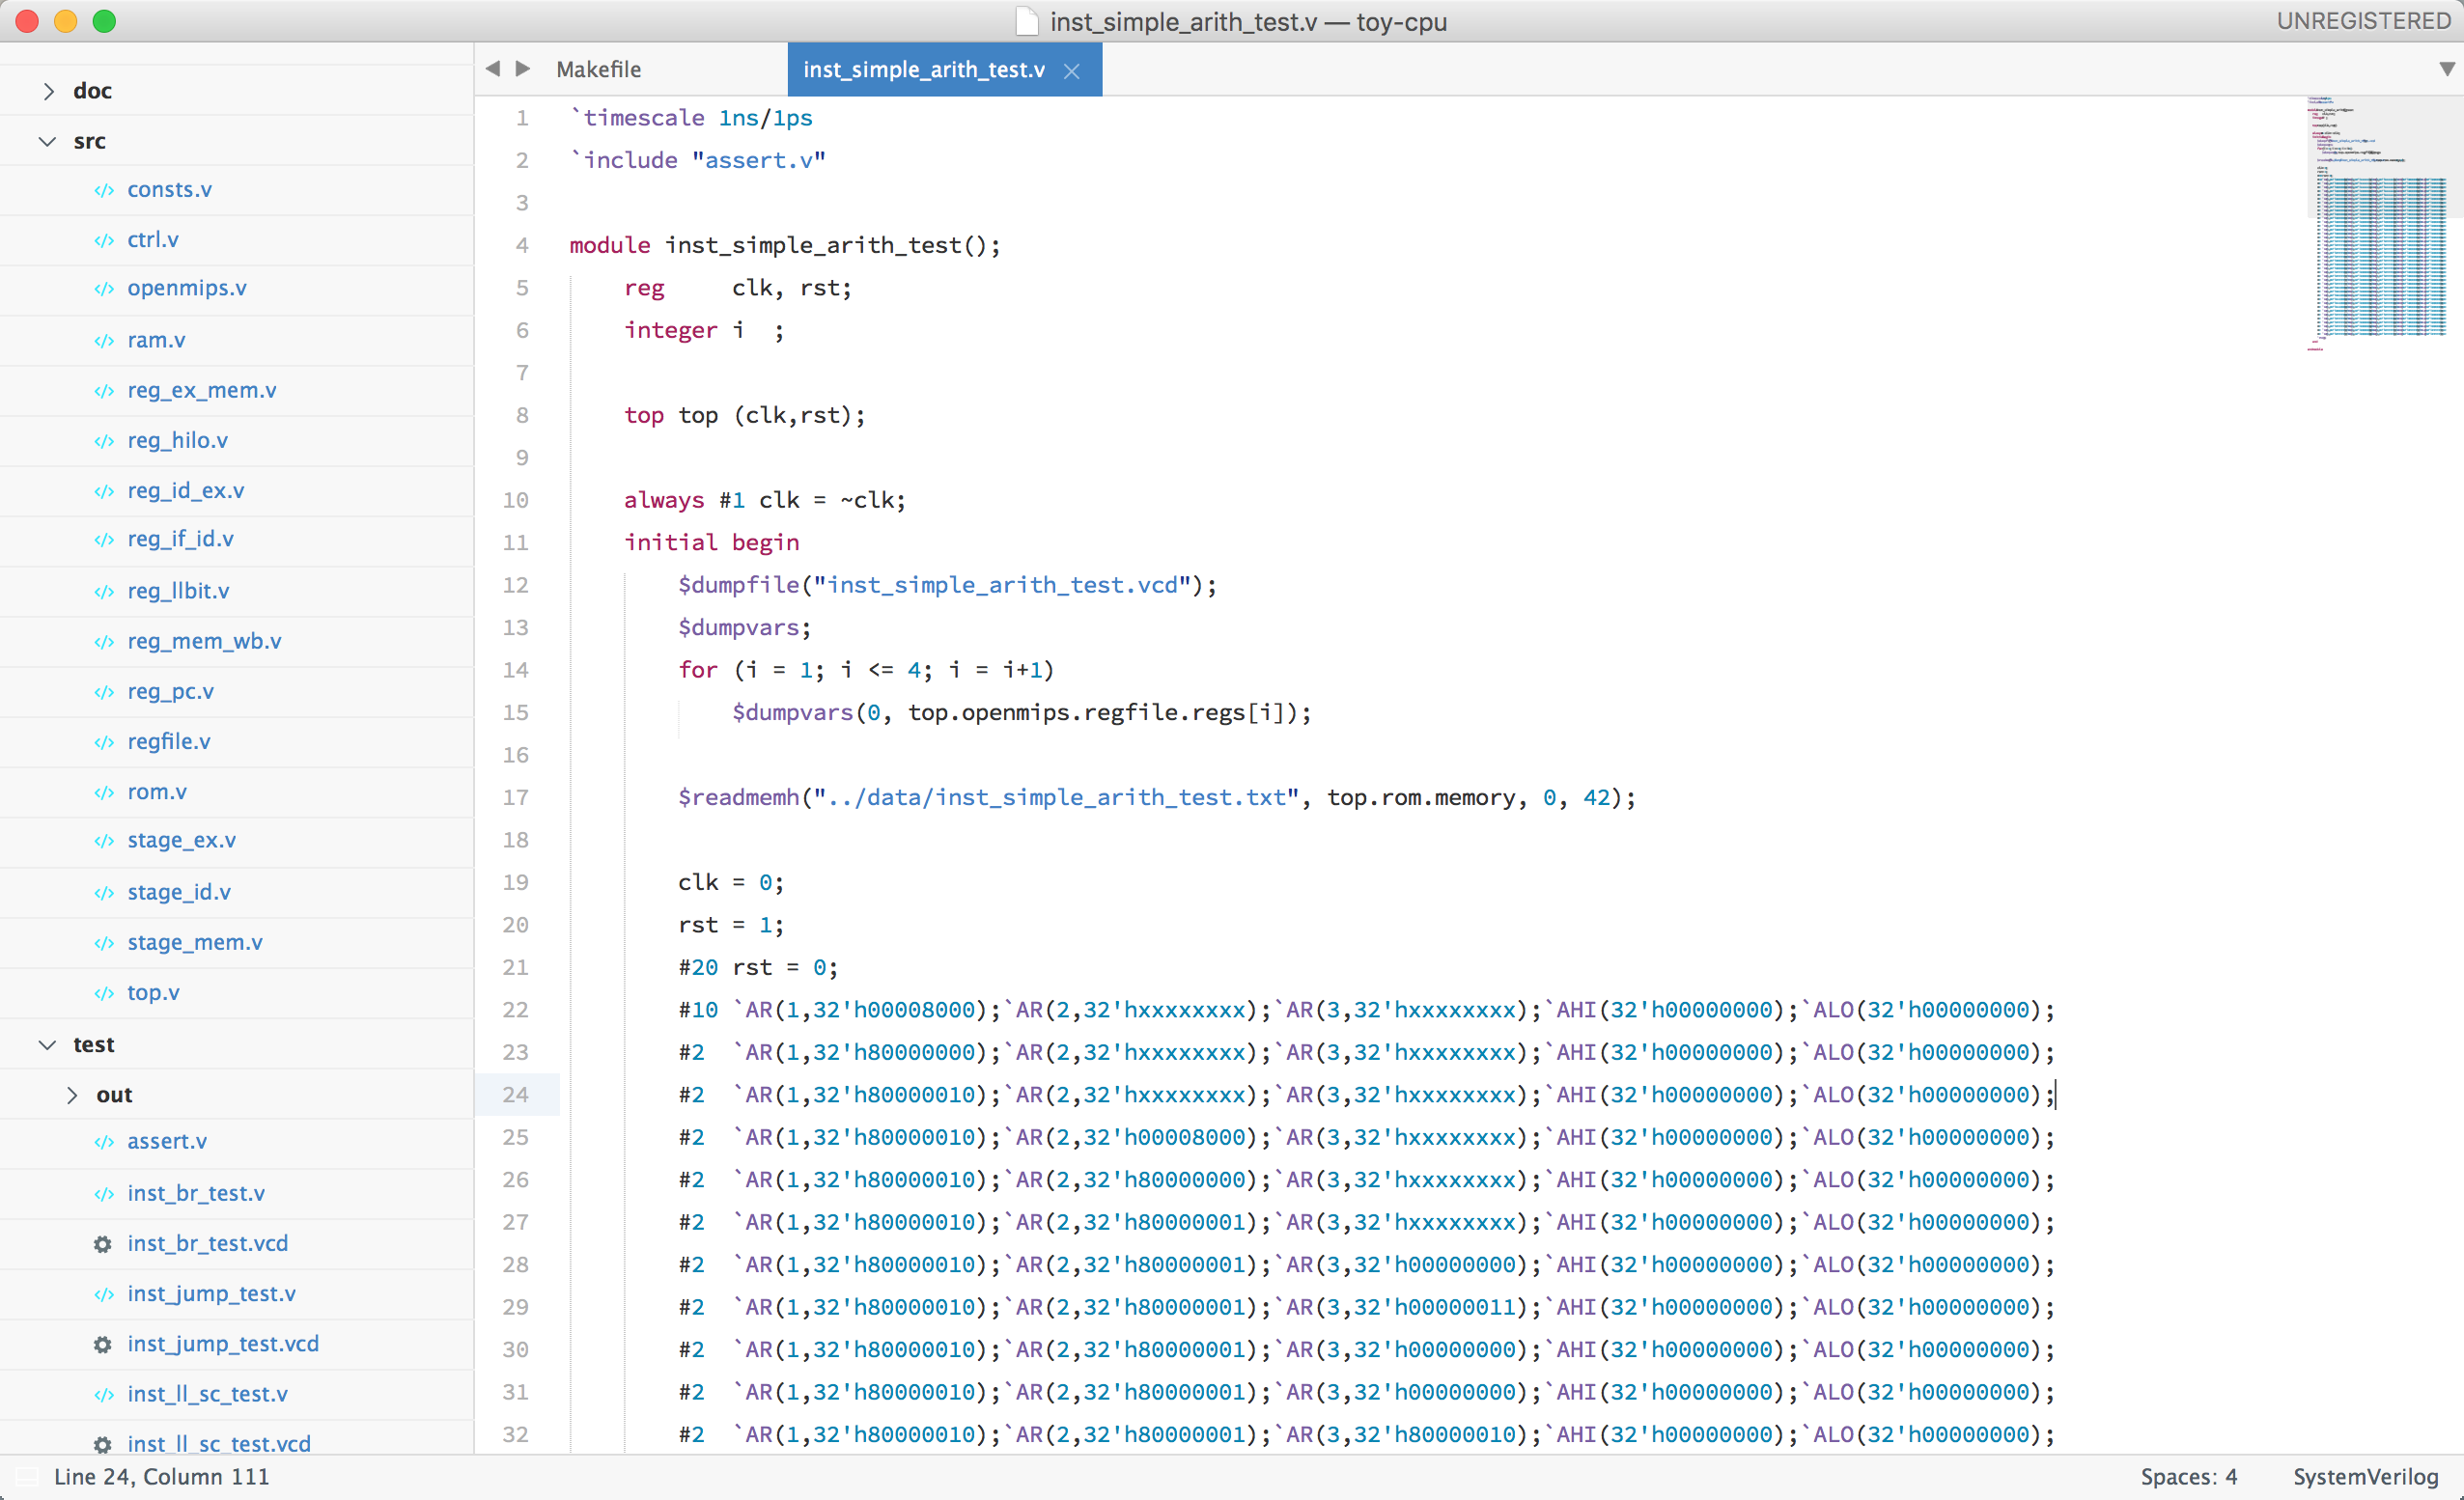 inst_simple_arith_test.v — toy-cpu
UNREGISTERED
doc
src
consts.v
ctrl.v
openmips.v
ram.v
reg_ex_mem.v
reg_hilo.v
reg_id_ex.v
reg_if_id.v
reg_llbit.v
reg_mem_wb.v
reg_pc.v
regfile.v
rom.v
stage_ex.v
stage_id.v
stage_mem.v
top.v
test
out
assert.v
inst_br_test.v
inst_br_test.vcd
inst_jump_test.v
inst_jump_test.vcd
inst_ll_sc_test.v
inst_ll_sc_test.vcd
Makefile
inst_simple_arith_test.v
1 `timescale 1ns/1ps
2 `include "assert.v"
3
4 module inst_simple_arith_test();
5     reg     clk, rst;
6     integer i  ;
7
8     top top (clk,rst);
9
10     always #1 clk = ~clk;
11     initial begin
12         $dumpfile("inst_simple_arith_test.vcd");
13         $dumpvars;
14         for (i = 1; i <= 4; i = i+1)
15             $dumpvars(0, top.openmips.regfile.regs[i]);
16
17         $readmemh("../data/inst_simple_arith_test.txt", top.rom.memory, 0, 42);
18
19         clk = 0;
20         rst = 1;
21         #20 rst = 0;
22         #10 `AR(1,32'h00008000);`AR(2,32'hxxxxxxxx);`AR(3,32'hxxxxxxxx);`AHI(32'h00000000);`ALO(32'h00000000);
23         #2  `AR(1,32'h80000000);`AR(2,32'hxxxxxxxx);`AR(3,32'hxxxxxxxx);`AHI(32'h00000000);`ALO(32'h00000000);
24         #2  `AR(1,32'h80000010);`AR(2,32'hxxxxxxxx);`AR(3,32'hxxxxxxxx);`AHI(32'h00000000);`ALO(32'h00000000);
25         #2  `AR(1,32'h80000010);`AR(2,32'h00008000);`AR(3,32'hxxxxxxxx);`AHI(32'h00000000);`ALO(32'h00000000);
26         #2  `AR(1,32'h80000010);`AR(2,32'h80000000);`AR(3,32'hxxxxxxxx);`AHI(32'h00000000);`ALO(32'h00000000);
27         #2  `AR(1,32'h80000010);`AR(2,32'h80000001);`AR(3,32'hxxxxxxxx);`AHI(32'h00000000);`ALO(32'h00000000);
28         #2  `AR(1,32'h80000010);`AR(2,32'h80000001);`AR(3,32'h00000000);`AHI(32'h00000000);`ALO(32'h00000000);
29         #2  `AR(1,32'h80000010);`AR(2,32'h80000001);`AR(3,32'h00000011);`AHI(32'h00000000);`ALO(32'h00000000);
30         #2  `AR(1,32'h80000010);`AR(2,32'h80000001);`AR(3,32'h00000000);`AHI(32'h00000000);`ALO(32'h00000000);
31         #2  `AR(1,32'h80000010);`AR(2,32'h80000001);`AR(3,32'h00000000);`AHI(32'h00000000);`ALO(32'h00000000);
32         #2  `AR(1,32'h80000010);`AR(2,32'h80000001);`AR(3,32'h80000010);`AHI(32'h00000000);`ALO(32'h00000000);
Line 24, Column 111
Spaces: 4
SystemVerilog